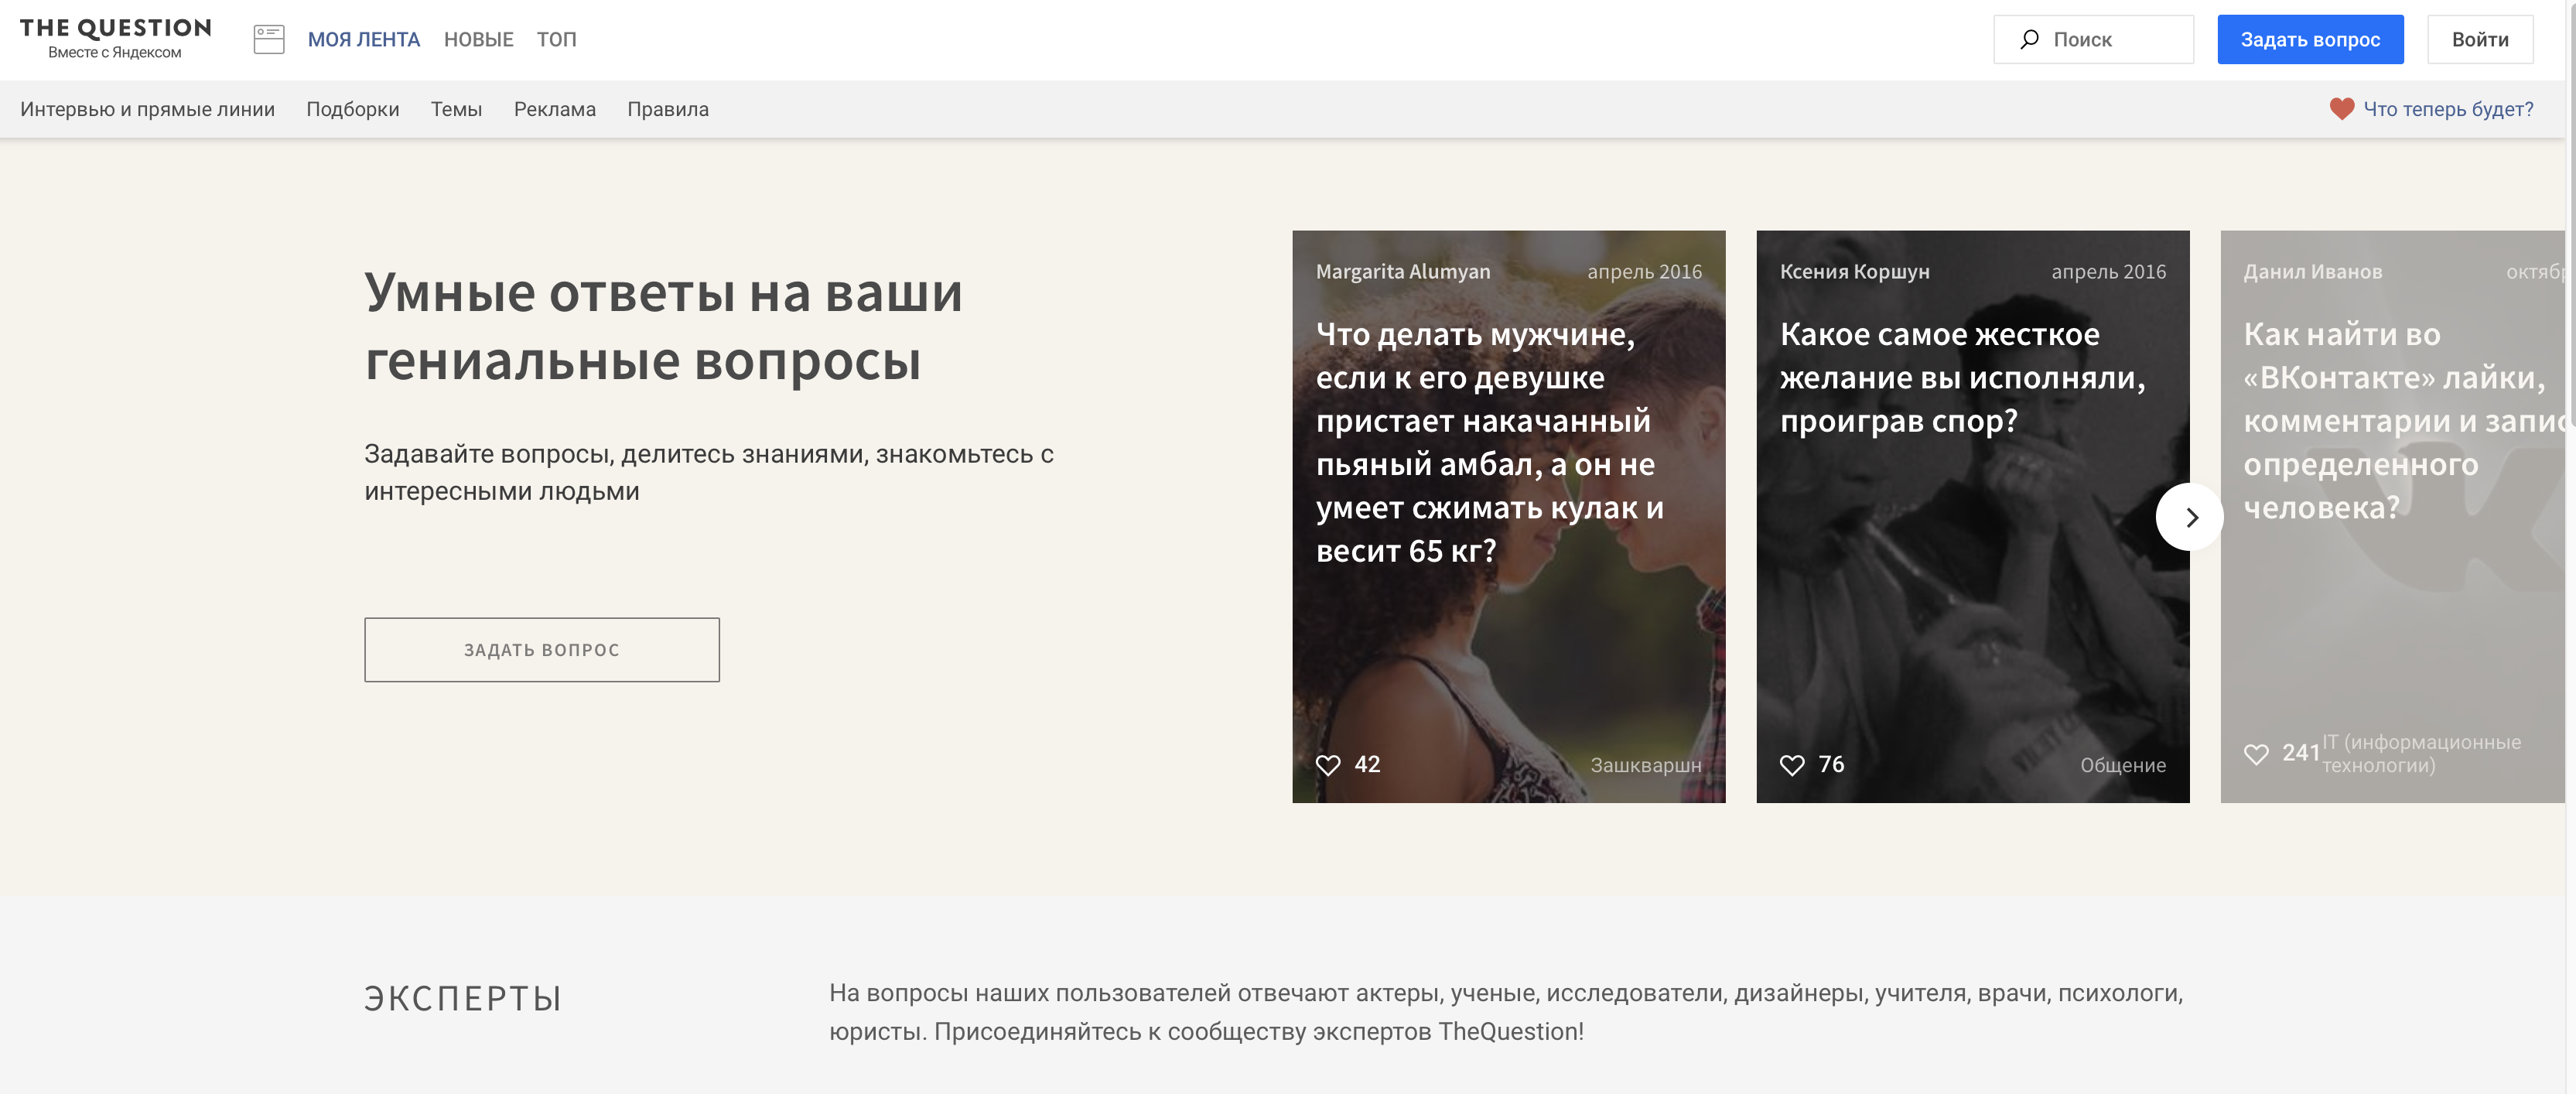 THE QUESTION
Вместе с Яндексом
МОЯ ЛЕНТА НОВЫЕ ТОП
Поиск
Задать вопрос
Войти
Интервью и прямые линии Подборки Темы Реклама Правила
Что теперь будет?
Умные ответы на ваши
гениальные вопросы
Задавайте вопросы, делитесь знаниями, знакомьтесь с
интересными людьми
ЗАДАТЬ ВОПРОС
Margarita Alumyan апрель 2016
Что делать мужчине,
если к его девушке
пристает накачанный
пьяный амбал, а он не
умеет сжимать кулак и
весит 65 кг?
42 Зашкваршн
Ксения Коршун апрель 2016
Какое самое жесткое
желание вы исполняли,
проиграв спор?
76 Общение
Данил Иванов
Как найти во
«ВКонтакте» лайки,
комментарии и
определенного
человека?
241 IT (информационные
технологии)
ЭКСПЕРТЫ
На вопросы наших пользователей отвечают актеры, ученые, исследователи, дизайнеры, учителя, врачи, психологи,
юристы. Присоединяйтесь к сообществу экспертов TheQuestion!